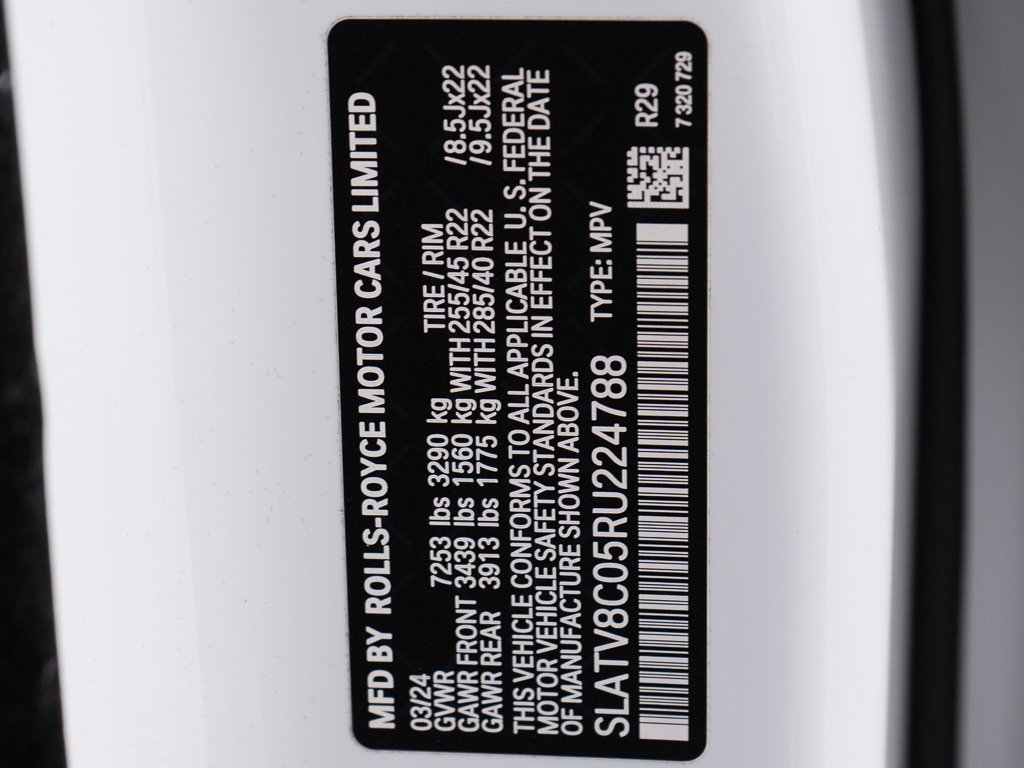 MFD BY ROLLS-ROYCE MOTOR CARS LIMITED
03/24 TIRE / RIM
GVWR 7253 lbs 3290 kg
GAWR FRONT 3439 lbs 1560 kg WITH 255/45 R22 / 8.5Jx22
GAWR REAR 3913 lbs 1775 kg WITH 285/40 R22 / 9.5Jx22
THIS VEHICLE CONFORMS TO ALL APPLICABLE U. S. FEDERAL
MOTOR VEHICLE SAFETY STANDARDS IN EFFECT ON THE DATE
OF MANUFACTURE SHOWN ABOVE.
SLATV8C05RU224788 TYPE: MPV
R29
7 320 729